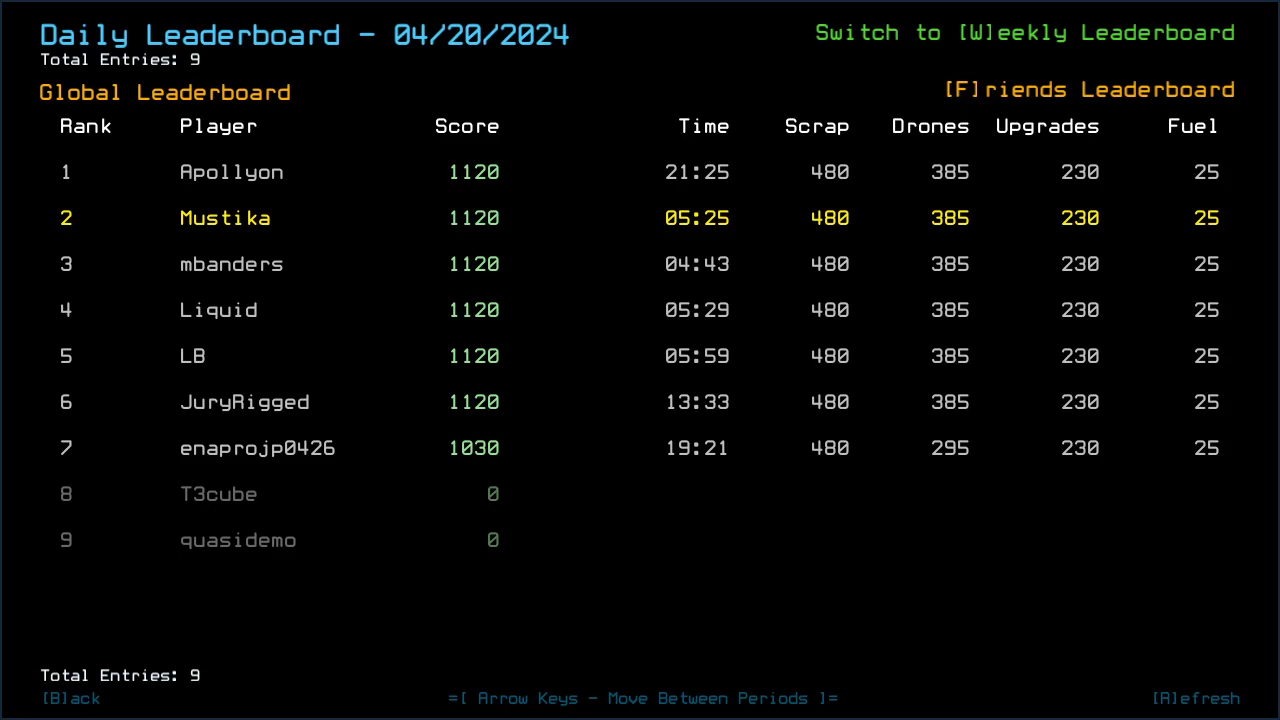 Daily Leaderboard - 04/20/2024 Switch to [W]eekly Leaderboard
Total Entries: 9
Global Leaderboard [F]riends Leaderboard
Rank Player Score Time Scrap Drones Upgrades Fuel
1 Apollyon 1120 21:25 480 385 230 25
2 Mustika 1120 05:25 480 385 230 25
3 mbanders 1120 04:43 480 385 230 25
4 Liquid 1120 05:29 480 385 230 25
5 LB 1120 05:59 480 385 230 25
6 JuryRigged 1120 13:33 480 385 230 25
7 enaprojp0426 1030 19:21 480 295 230 25
8 T3cube 0
9 quasidemo 0
Total Entries: 9
[B]ack =[ Arrow Keys - Move Between Periods ]= [R]efresh